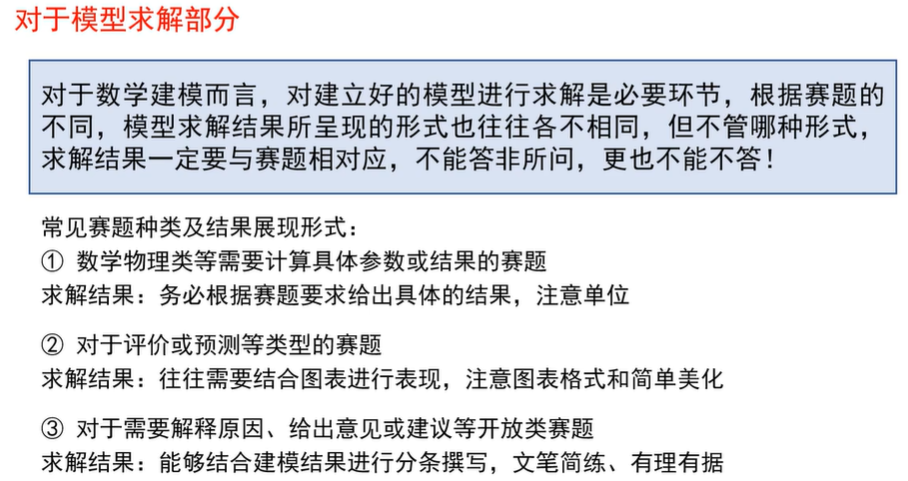 对于模型求解部分
对于数学建模而言，对建立好的模型进行求解是必要环节，根据赛题的
不同，模型求解结果所呈现的形式也往往各不相同，但不管哪种形式，
求解结果一定要与赛题相对应，不能答非所问，更也不能不答！
常见赛题种类及结果展现形式：
① 数学物理类等需要计算具体参数或结果的赛题
求解结果：务必根据赛题要求给出具体的结果，注意单位
② 对于评价或预测等类型的赛题
求解结果：往往需要结合图表进行表现，注意图表格式和简单美化
③ 对于需要解释原因、给出意见或建议等开放类赛题
求解结果：能够结合建模结果进行分条撰写，文笔简练、有理有据